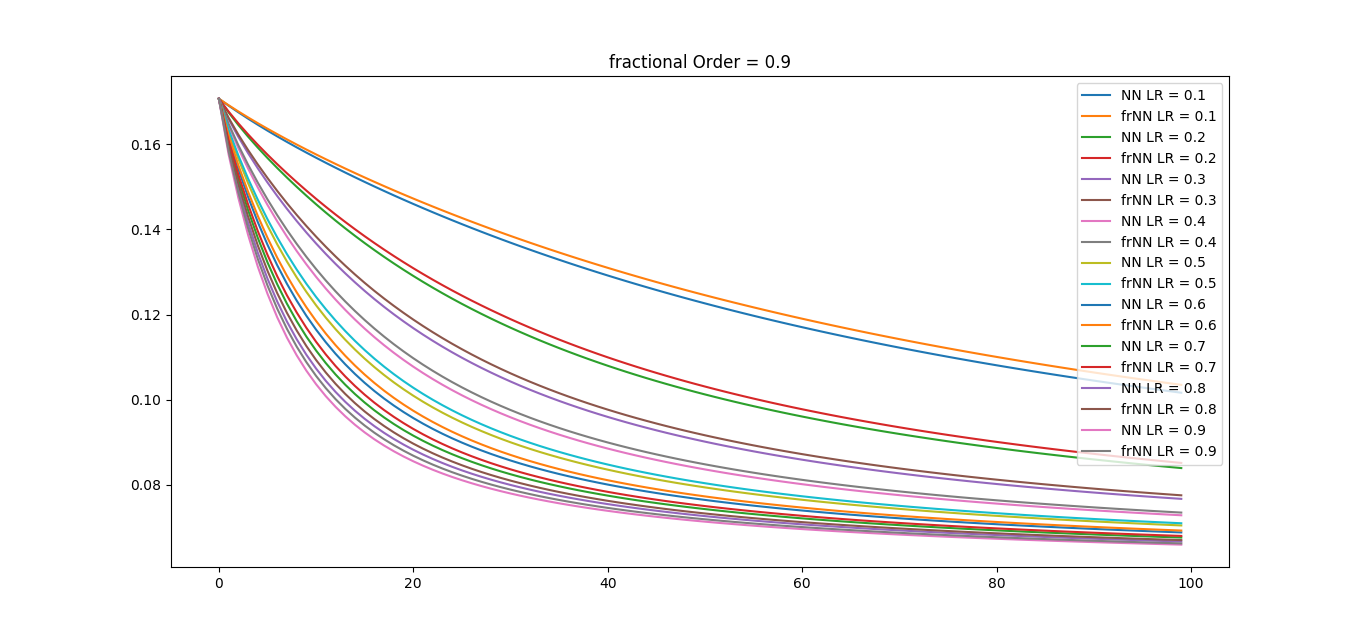 fractional Order = 0.9
NN LR = 0.1
frNN LR = 0.1
NN LR = 0.2
frNN LR = 0.2
NN LR = 0.3
frNN LR = 0.3
NN LR = 0.4
frNN LR = 0.4
NN LR = 0.5
frNN LR = 0.5
NN LR = 0.6
frNN LR = 0.6
NN LR = 0.7
frNN LR = 0.7
NN LR = 0.8
frNN LR = 0.8
NN LR = 0.9
frNN LR = 0.9
0.16
0.14
0.12
0.10
0.08
0 20 40 60 80 100